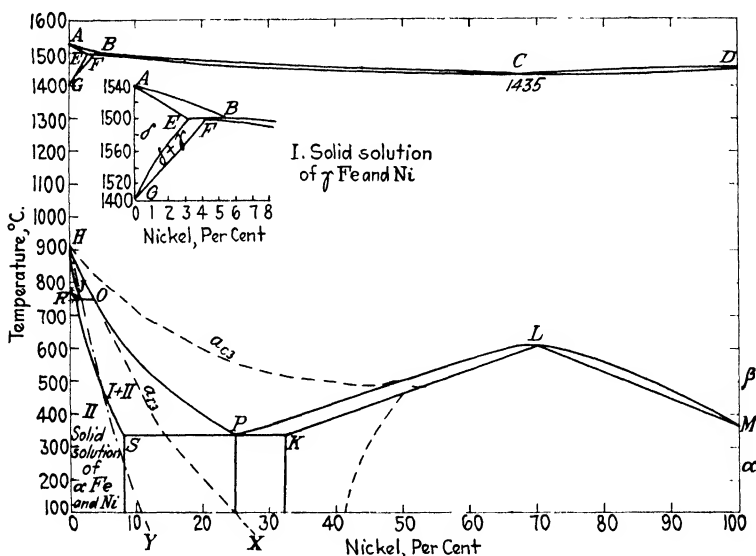 1600
1500
1400
1300
1200
1100
1000
900
800
700
600
500
400
300
200
100
Temperature, °C.
A
B
E
F
G
C
1435
D
1540
1500
1560
1520
1400
A
B
E
F
G
δ
δ+γ
0 1 2 3 4 5 6 7 8
Nickel, Per Cent
I. Solid solution
of γ Fe and Ni
H
R
O
a c3
a r3
I+II
II
Solid
solution
of
α Fe
and Ni
S
P
K
L
β
M
α
0 10 20 30 40 50 60 70 80 90 100
Y
X
Nickel, Per Cent